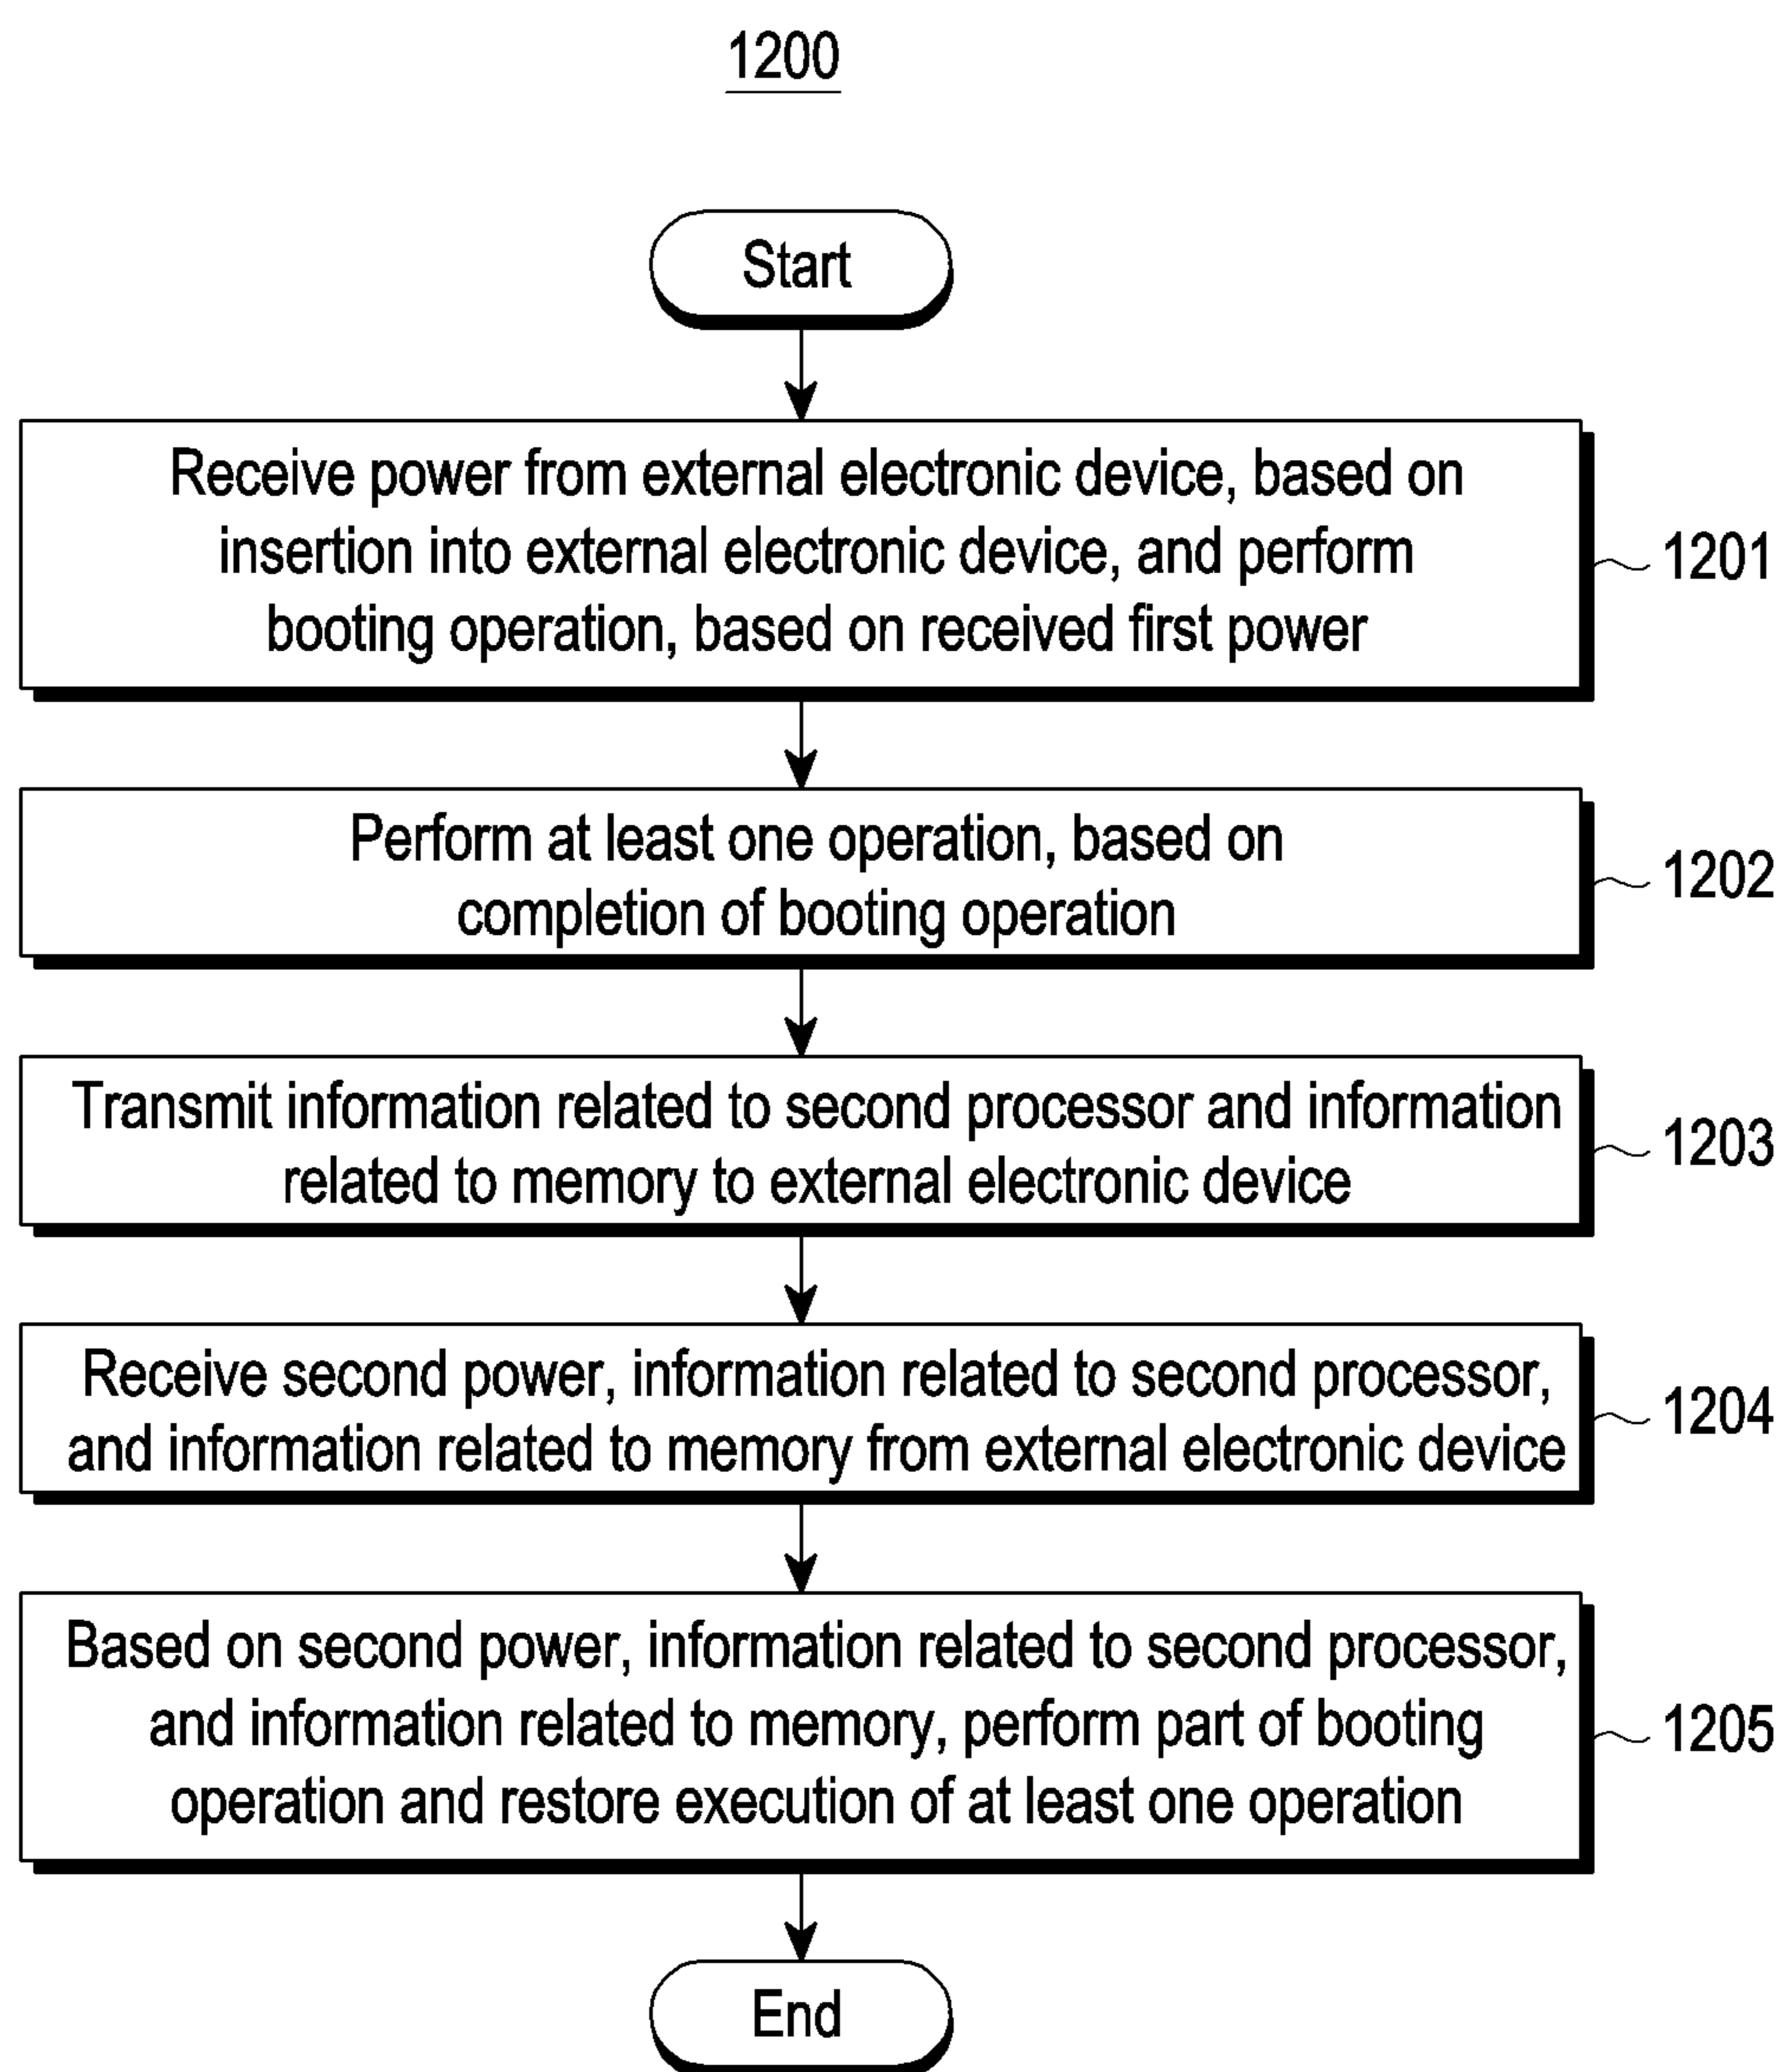 1200
Start
Receive power from external electronic device, based on
insertion into external electronic device, and perform
booting operation, based on received first power
1201
Perform at least one operation, based on
completion of booting operation
1202
Transmit information related to second processor and information
related to memory to external electronic device
1203
Receive second power, information related to second processor,
and information related to memory from external electronic device
1204
Based on second power, information related to second processor,
and information related to memory, perform part of booting
operation and restore execution of at least one operation
1205
End